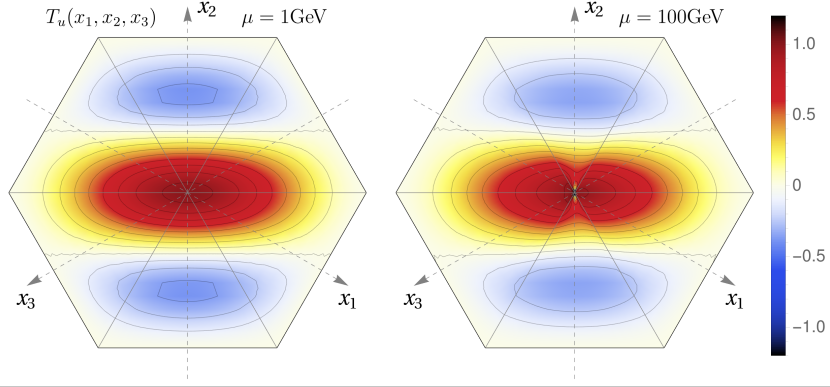 T_u(x_1, x_2, x_3)
x_2
μ = 1GeV
x_3
x_1
x_2
μ = 100GeV
x_3
x_1
1.0
0.5
0
−0.5
−1.0